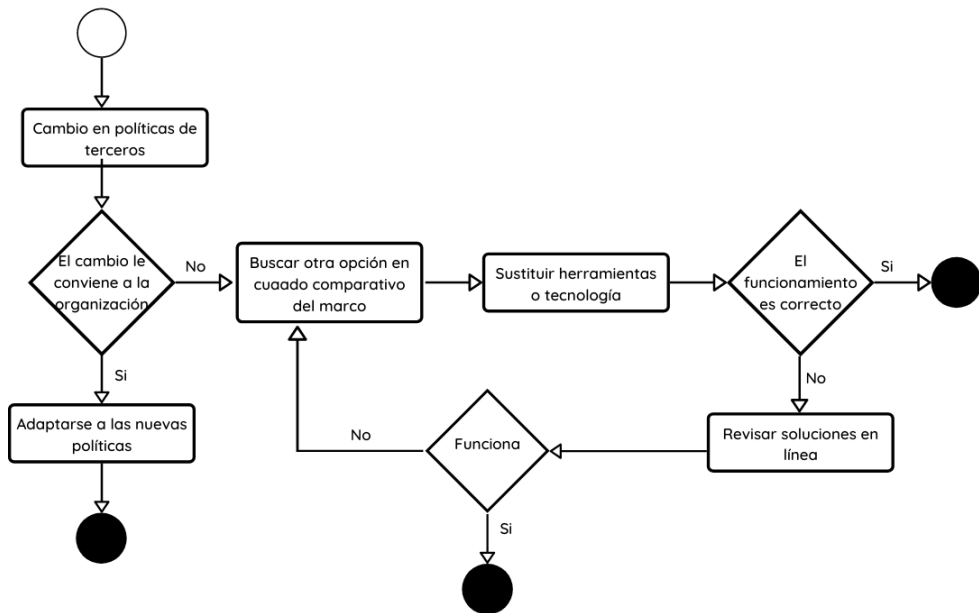 Cambio en políticas de
terceros
El cambio le
conviene a la
organización
No
Buscar otra opción en
cuaado comparativo
del marco
Sustituir herramientas
o tecnología
El
funcionamiento
es correcto
Si
Si
Adaptarse a las nuevas
políticas
No
Revisar soluciones en
línea
Funciona
No
Si